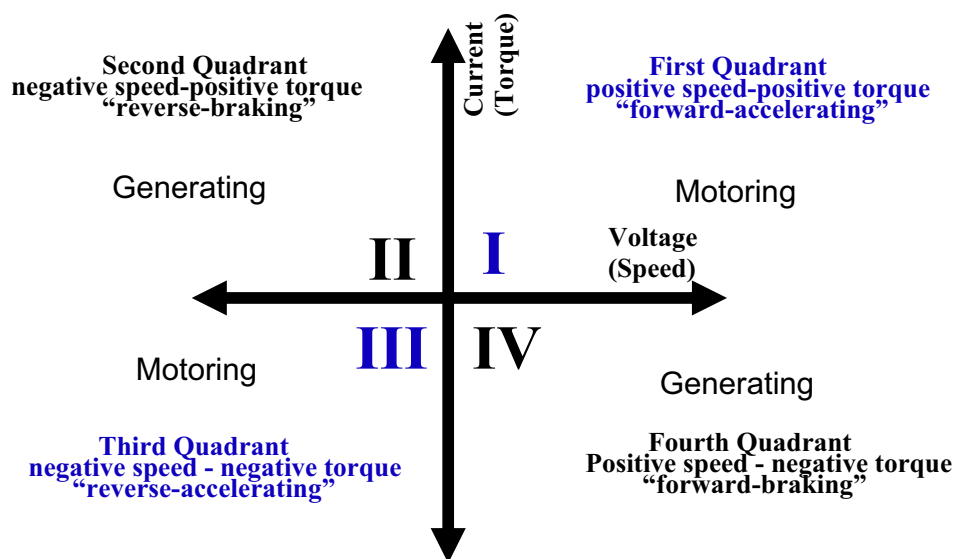 Second Quadrant
negative speed-positive torque
“reverse-braking”
Generating
Current
(Torque)
First Quadrant
positive speed-positive torque
“forward-accelerating”
Motoring
II
I
Voltage
(Speed)
III
IV
Motoring
Third Quadrant
negative speed - negative torque
“reverse-accelerating”
Generating
Fourth Quadrant
Positive speed - negative torque
“forward-braking”